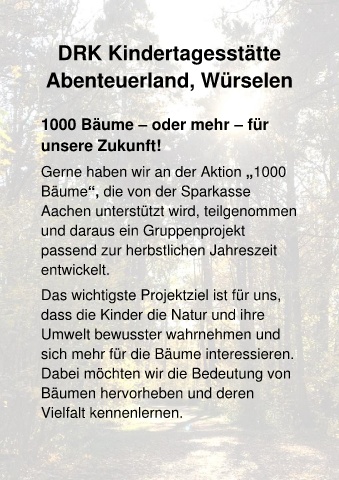 DRK Kindertagesstätte
Abenteuerland, Würselen
1000 Bäume – oder mehr – für
unsere Zukunft!
Gerne haben wir an der Aktion „1000
Bäume“, die von der Sparkasse
Aachen unterstützt wird, teilgenommen
und daraus ein Gruppenprojekt
passend zur herbstlichen Jahreszeit
entwickelt.
Das wichtigste Projektziel ist für uns,
dass die Kinder die Natur und ihre
Umwelt bewusster wahrnehmen und
sich mehr für die Bäume interessieren.
Dabei möchten wir die Bedeutung von
Bäumen hervorheben und deren
Vielfalt kennenlernen.